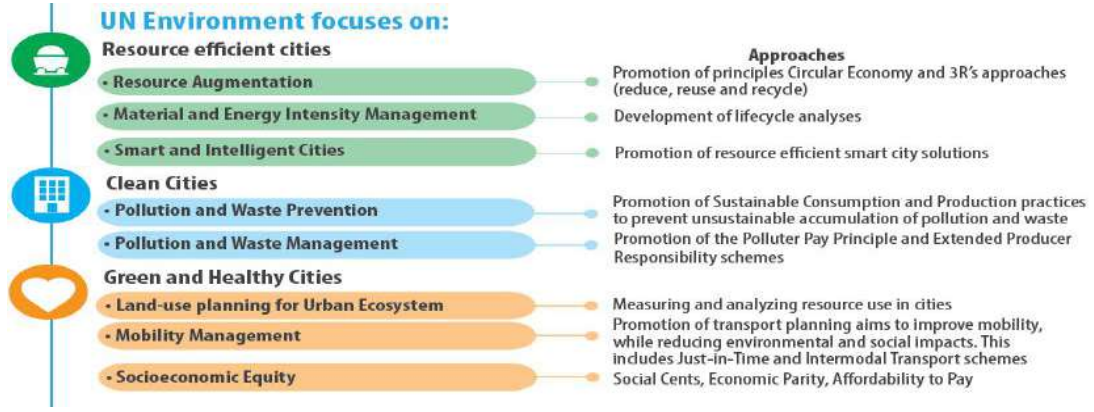 UN Environment focuses on:
Resource efficient cities
Approaches
• Resource Augmentation
Promotion of principles Circular Economy and 3R's approaches
(reduce, reuse and recycle)
• Material and Energy Intensity Management
Development of lifecycle analyses
• Smart and Intelligent Cities
Promotion of resource efficient smart city solutions
Clean Cities
• Pollution and Waste Prevention
Promotion of Sustainable Consumption and Production practices
to prevent unsustainable accumulation of pollution and waste
• Pollution and Waste Management
Promotion of the Polluter Pay Principle and Extended Producer
Responsibility schemes
Green and Healthy Cities
• Land-use planning for Urban Ecosystem
Measuring and analyzing resource use in cities
• Mobility Management
Promotion of transport planning aims to improve mobility,
while reducing environmental and social impacts. This
includes Just-in-Time and Intermodal Transport schemes
• Socioeconomic Equity
Social Cents, Economic Parity, Affordability to Pay